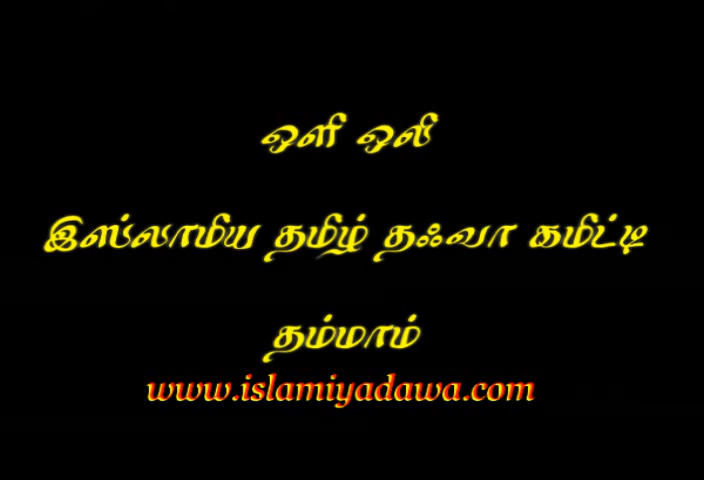 ஒளி ஒலி
இஸ்லாமிய தமிழ் தஃவா கமிட்டி
தம்மாம்
www.islamiyadawa.com